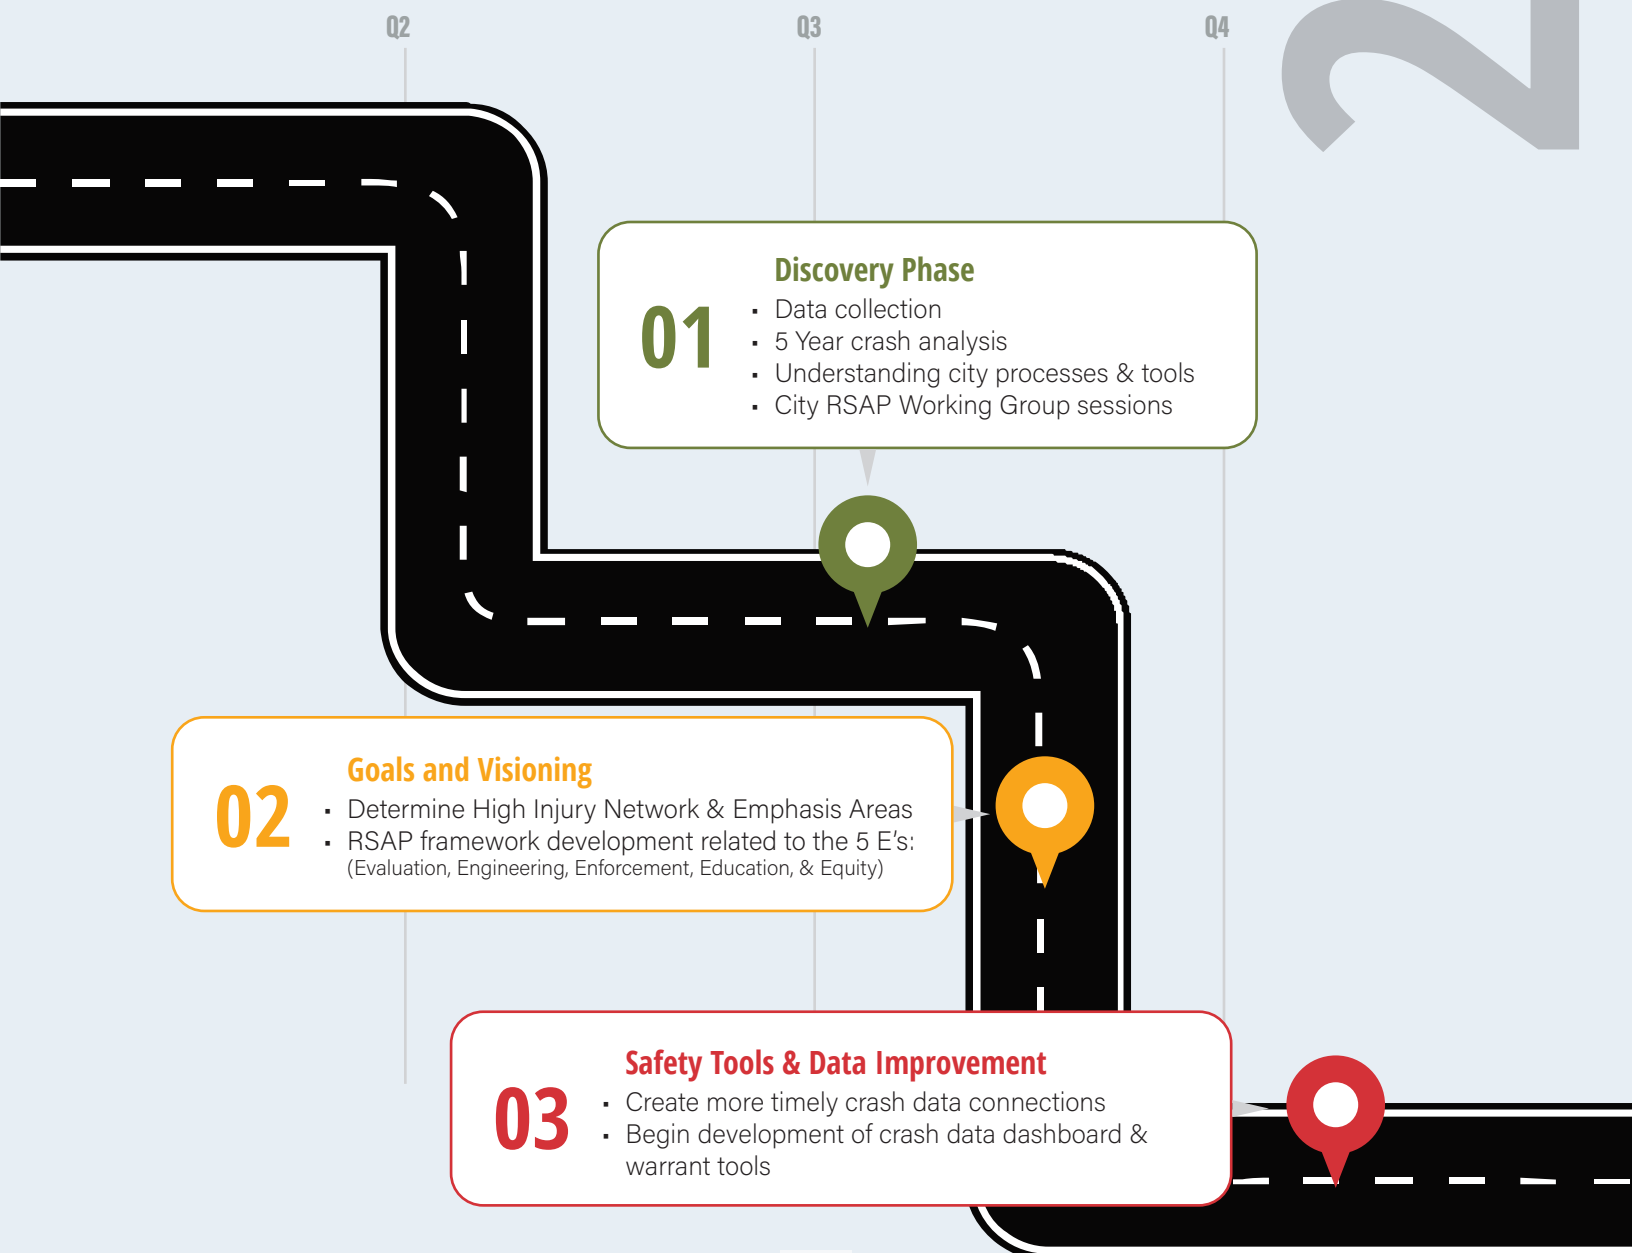 Q2
Q3
Q4
2
Discovery Phase
01
▪ Data collection
▪ 5 Year crash analysis
▪ Understanding city processes & tools
▪ City RSAP Working Group sessions
Goals and Visioning
02
▪ Determine High Injury Network & Emphasis Areas
▪ RSAP framework development related to the 5 E's:
(Evaluation, Engineering, Enforcement, Education, & Equity)
Safety Tools & Data Improvement
03
▪ Create more timely crash data connections
▪ Begin development of crash data dashboard &
warrant tools